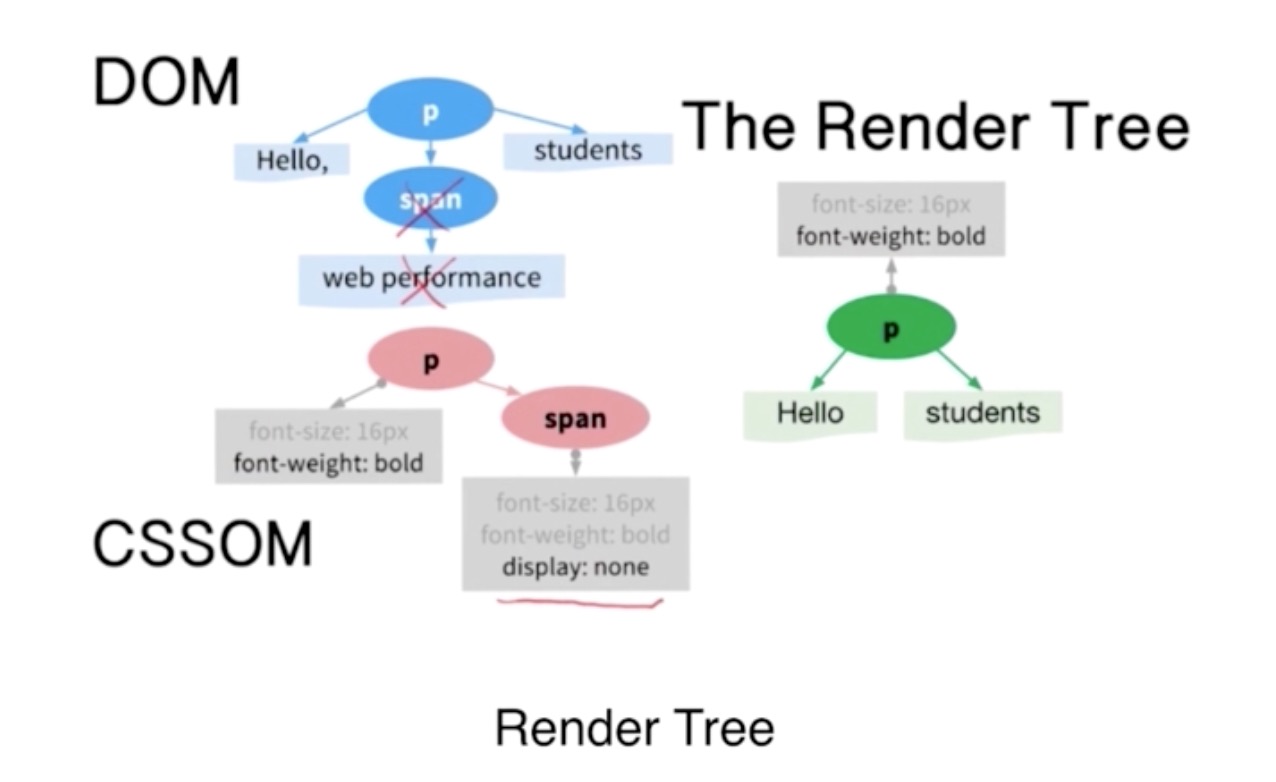 DOM
p
Hello,
students
span
web performance
p
font-size: 16px
font-weight: bold
span
font-size: 16px
font-weight: bold
display: none
CSSOM
The Render Tree
font-size: 16px
font-weight: bold
p
Hello
students
Render Tree